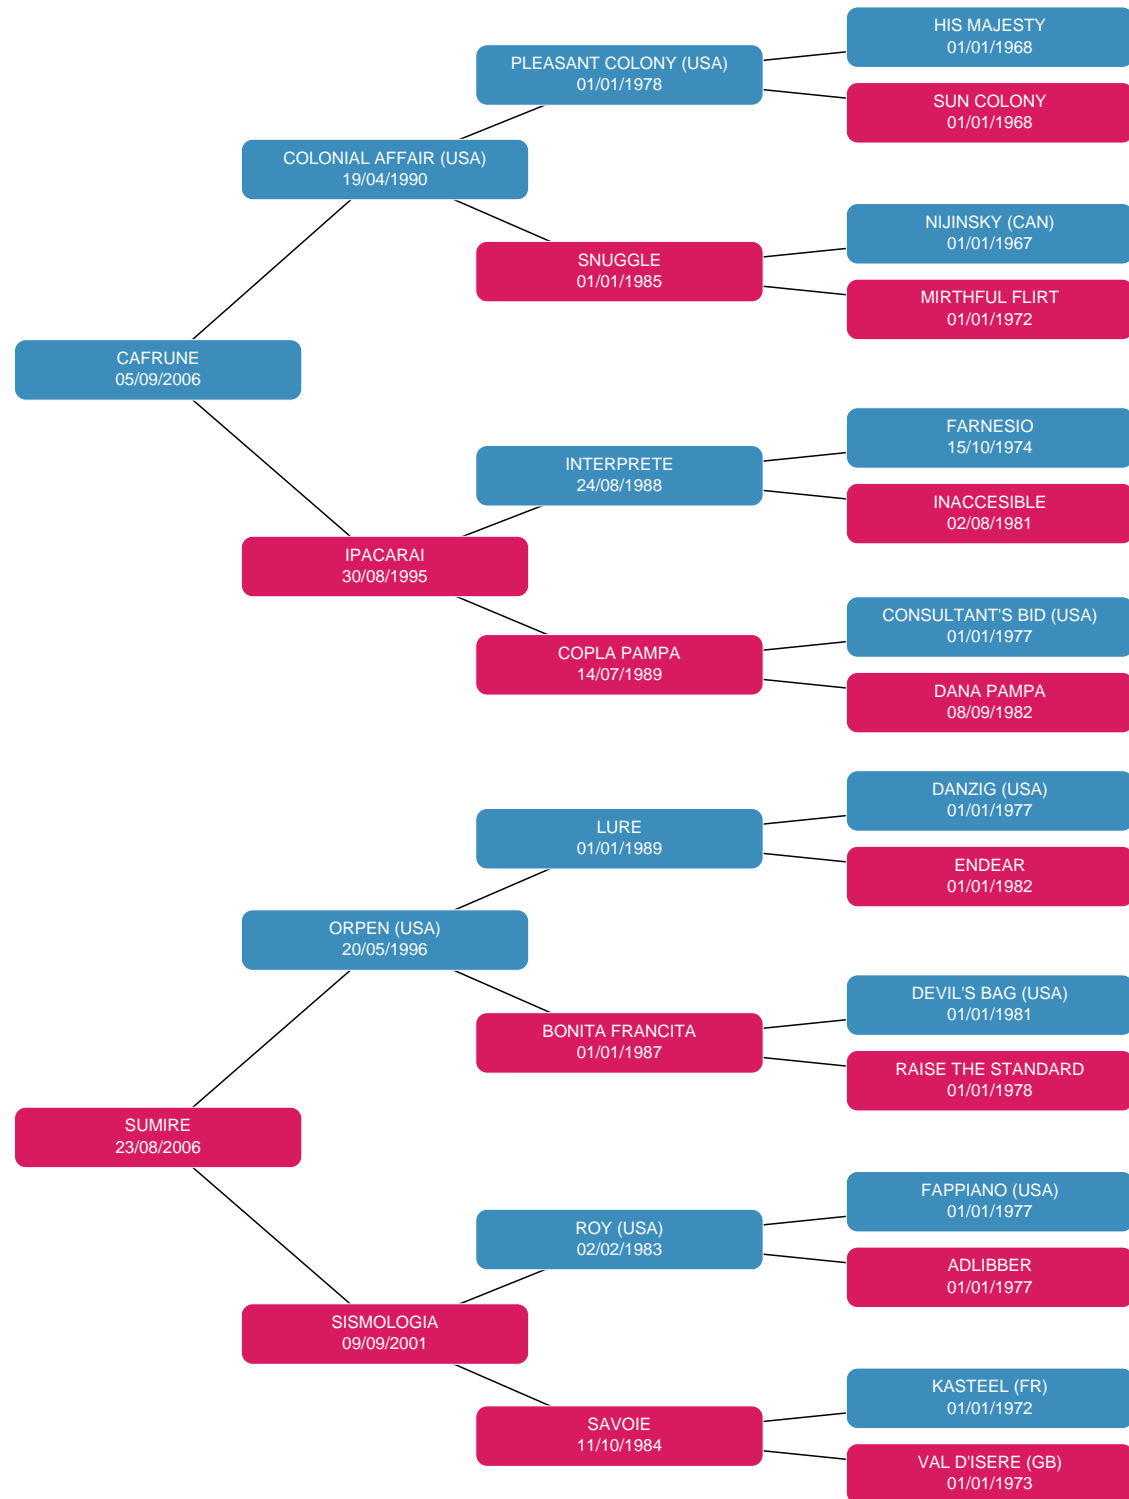 HIS MAJESTY
01/01/1968
PLEASANT COLONY (USA)
01/01/1978
SUN COLONY
01/01/1968
COLONIAL AFFAIR (USA)
19/04/1990
NIJINSKY (CAN)
01/01/1967
SNUGGLE
01/01/1985
MIRTHFUL FLIRT
01/01/1972
CAFRUNE
05/09/2006
FARNESIO
15/10/1974
INTERPRETE
24/08/1988
INACCESIBLE
02/08/1981
IPACARAI
30/08/1995
CONSULTANT'S BID (USA)
01/01/1977
COPLA PAMPA
14/07/1989
DANA PAMPA
08/09/1982
DANZIG (USA)
01/01/1977
LURE
01/01/1989
ENDEAR
01/01/1982
ORPEN (USA)
20/05/1996
DEVIL'S BAG (USA)
01/01/1981
BONITA FRANCITA
01/01/1987
RAISE THE STANDARD
01/01/1978
SUMIRE
23/08/2006
FAPPIANO (USA)
01/01/1977
ROY (USA)
02/02/1983
ADLIBBER
01/01/1977
SISMOLOGIA
09/09/2001
KASTEEL (FR)
01/01/1972
SAVOIE
11/10/1984
VAL D'ISERE (GB)
01/01/1973